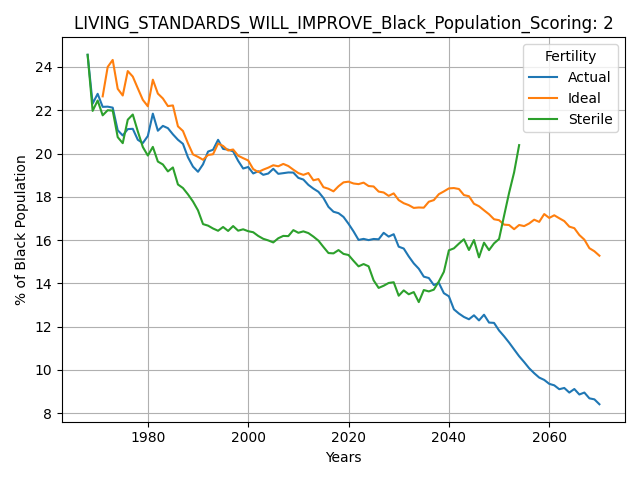 LIVING_STANDARDS_WILL_IMPROVE_Black_Population_Scoring: 2
Fertility
Actual
Ideal
Sterile
% of Black Population
24
22
20
18
16
14
12
10
8
1980
2000
2020
2040
2060
Years